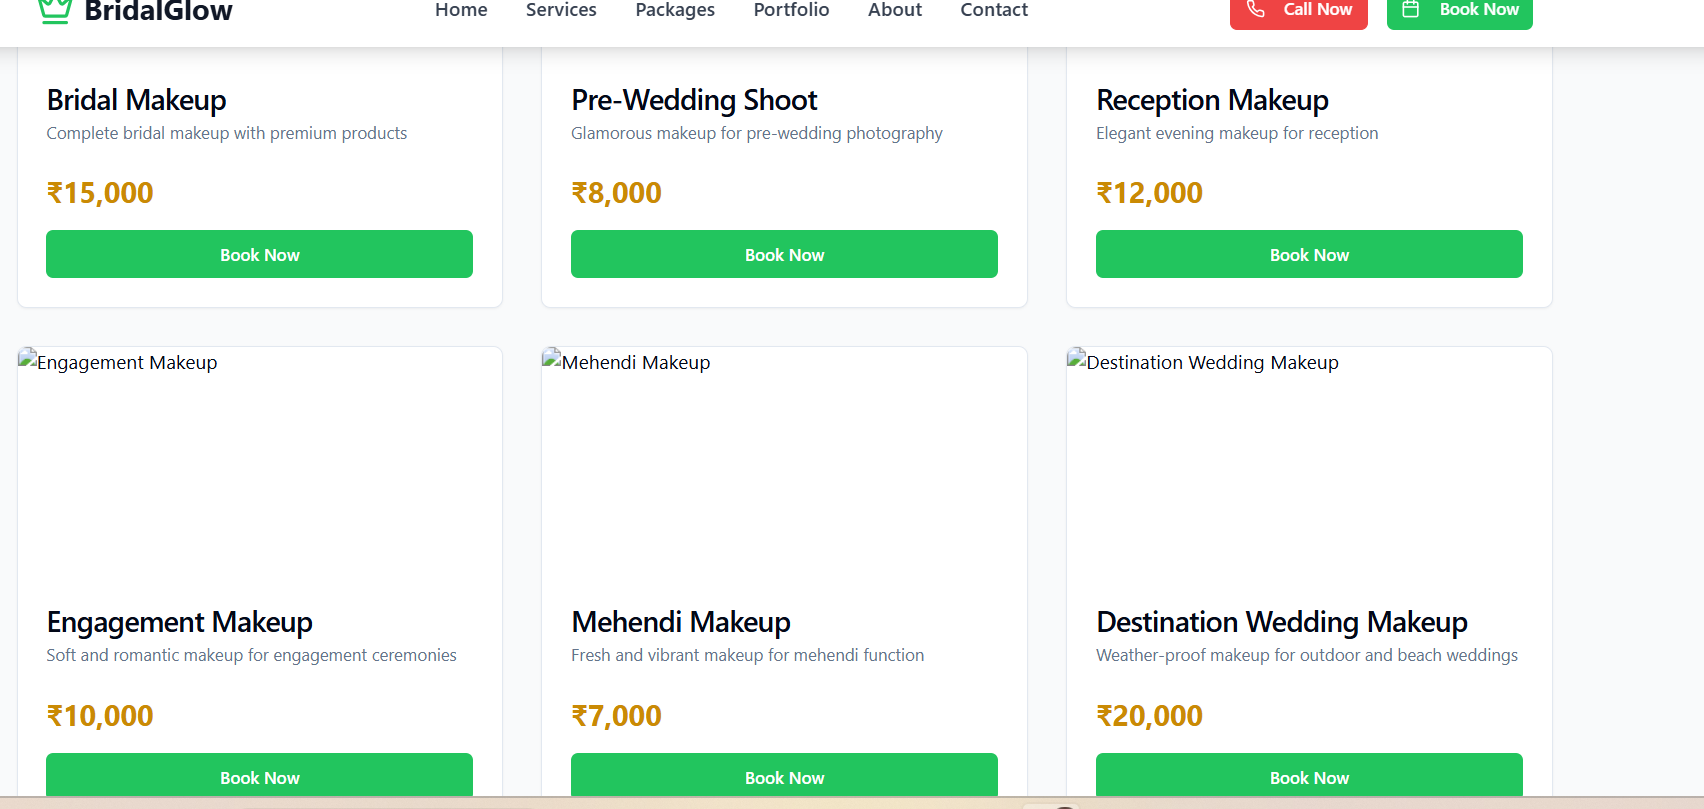 BridalGlow
Home Services Packages Portfolio About Contact
Call Now
Book Now
Bridal Makeup
Complete bridal makeup with premium products
₹15,000
Book Now
Pre-Wedding Shoot
Glamorous makeup for pre-wedding photography
₹8,000
Book Now
Reception Makeup
Elegant evening makeup for reception
₹12,000
Book Now
Engagement Makeup
Engagement Makeup
Soft and romantic makeup for engagement ceremonies
₹10,000
Book Now
Mehendi Makeup
Mehendi Makeup
Fresh and vibrant makeup for mehendi function
₹7,000
Book Now
Destination Wedding Makeup
Destination Wedding Makeup
Weather-proof makeup for outdoor and beach weddings
₹20,000
Book Now